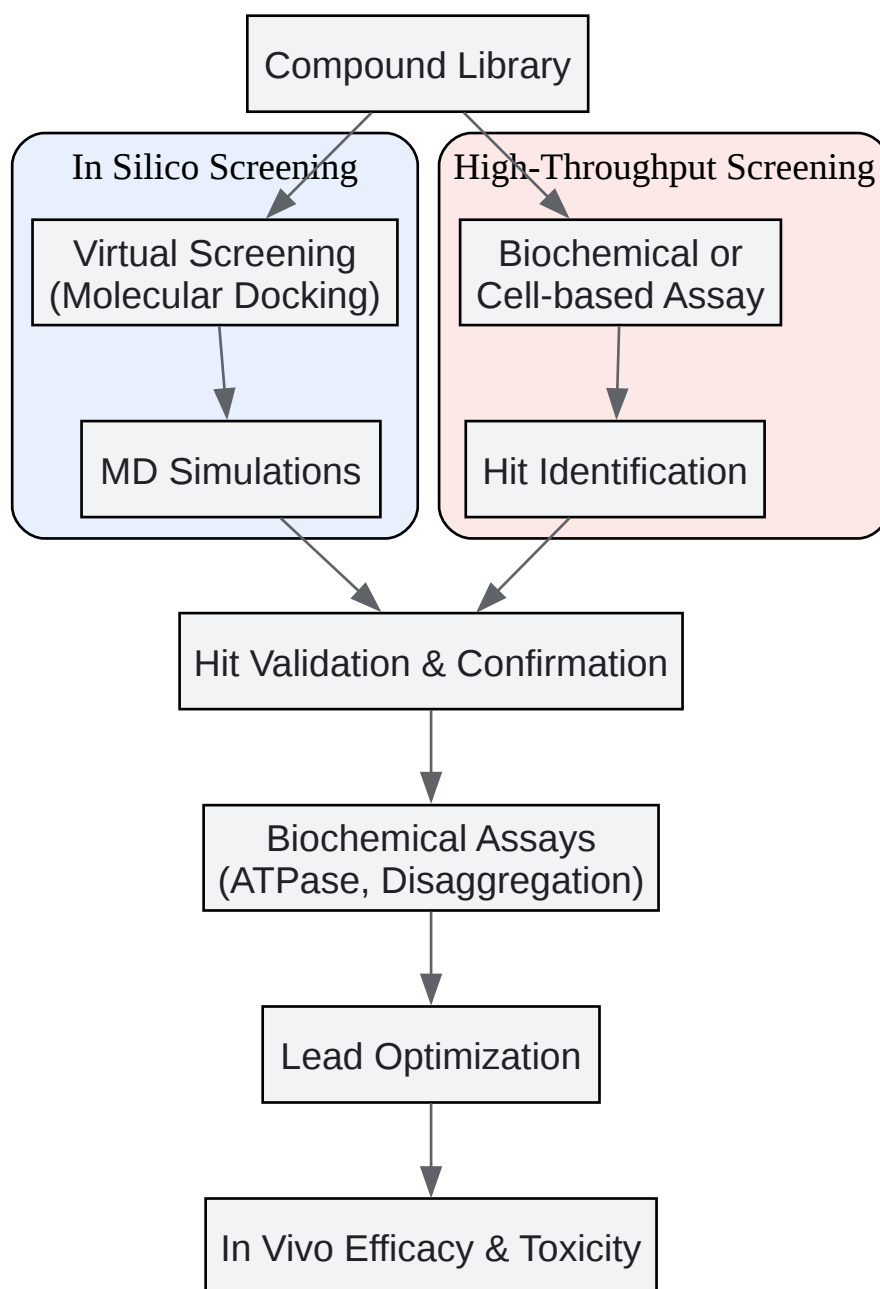 Compound Library
In Silico Screening
High-Throughput Screening
Virtual Screening
(Molecular Docking)
Biochemical or
Cell-based Assay
MD Simulations
Hit Identification
Hit Validation & Confirmation
Biochemical Assays
(ATPase, Disaggregation)
Lead Optimization
In Vivo Efficacy & Toxicity